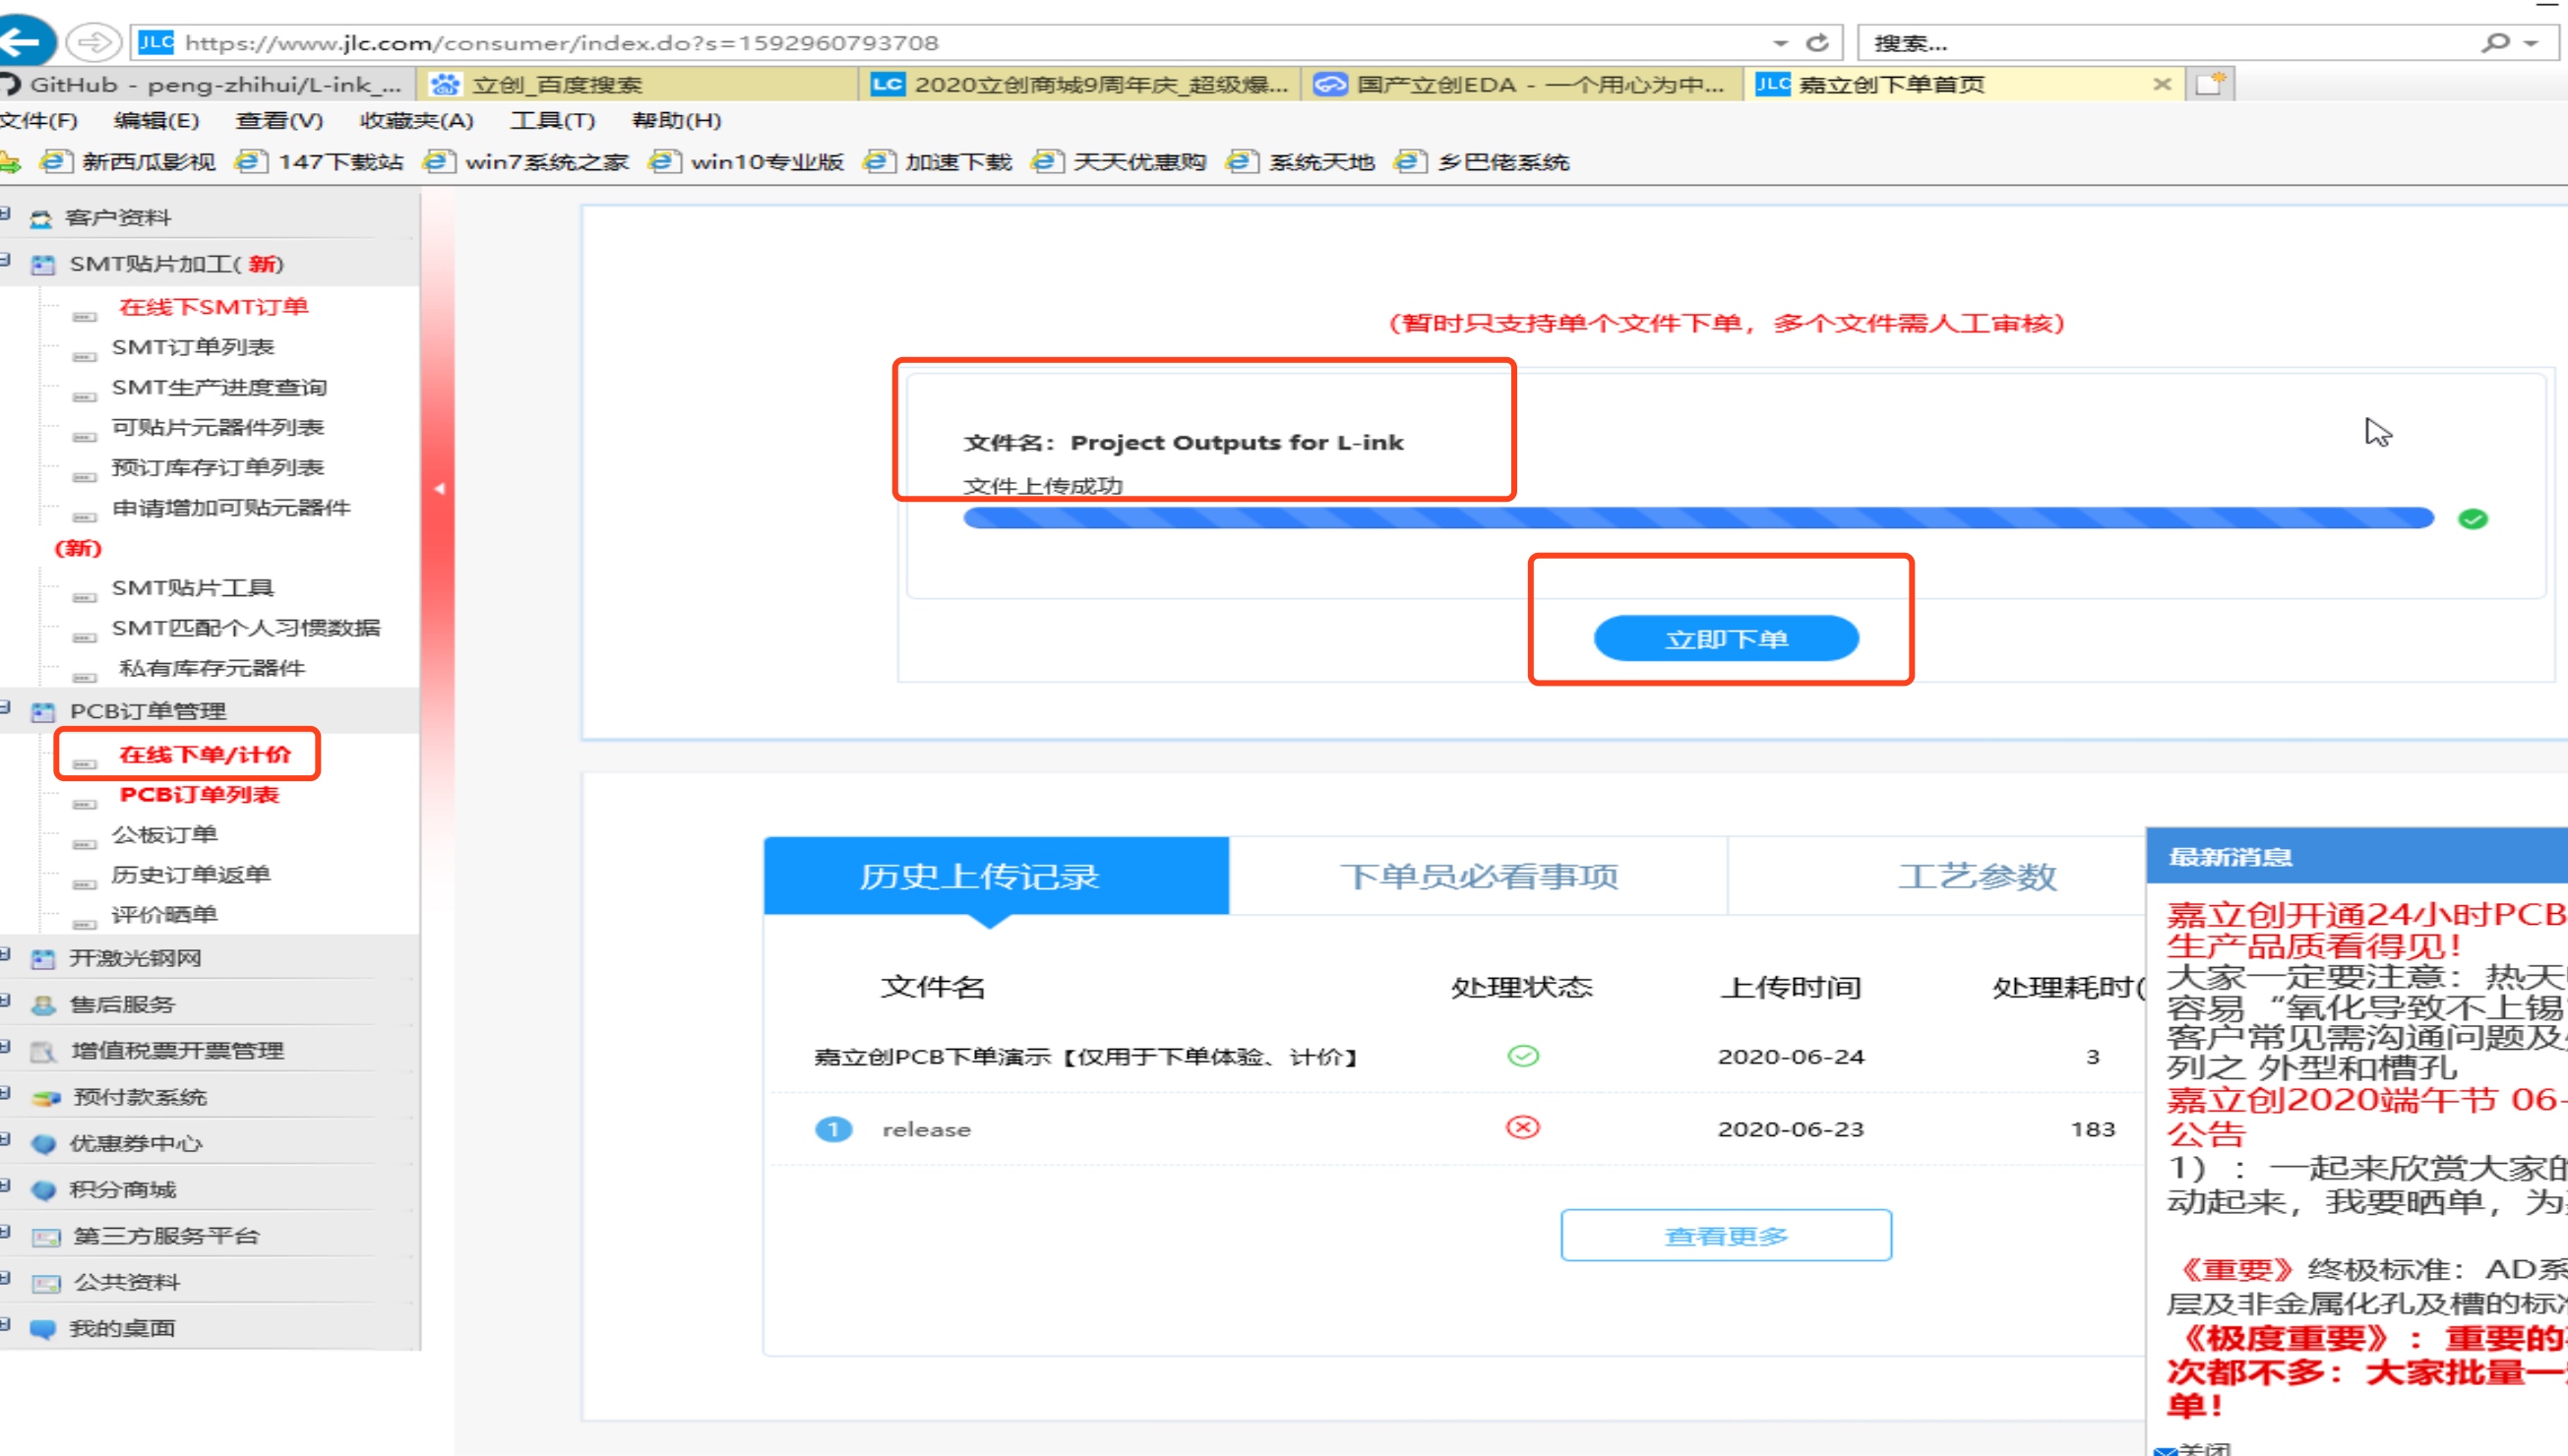 JLC https://www.jlc.com/consumer/index.do?s=1592960793708
搜索...
GitHub - peng-zhihui/L-ink_...
立创_百度搜索
LC 2020立创商城9周年庆_超级爆...
国产立创EDA - 一个用心为中...
JLC 嘉立创下单首页
文件(F) 编辑(E) 查看(V) 收藏夹(A) 工具(T) 帮助(H)
新西瓜影视 147下载站 win7系统之家 win10专业版 加速下载 天天优惠购 系统天地 乡巴佬系统
客户资料
SMT贴片加工(新)
在线下SMT订单
SMT订单列表
SMT生产进度查询
可贴片元器件列表
预订库存订单列表
申请增加可贴元器件
(新)
SMT贴片工具
SMT匹配个人习惯数据
私有库存元器件
PCB订单管理
在线下单/计价
PCB订单列表
公板订单
历史订单返单
评价晒单
开激光钢网
售后服务
增值税票开票管理
预付款系统
优惠券中心
积分商城
第三方服务平台
公共资料
我的桌面
(暂时只支持单个文件下单，多个文件需人工审核)
文件名：Project Outputs for L-ink
文件上传成功
立即下单
历史上传记录 下单员必看事项 工艺参数
文件名 处理状态 上传时间 处理耗时(
嘉立创PCB下单演示【仅用于下单体验、计价】 2020-06-24 3
1 release 2020-06-23 183
查看更多
最新消息
嘉立创开通24小时PCB
生产品质看得见！
大家一定要注意：热天
容易“氧化导致不上锡
客户常见需沟通问题及
列之 外型和槽孔
嘉立创2020端午节 06-
公告
1）：一起来欣赏大家的
动起来，我要晒单，为
《重要》终极标准：AD系
层及非金属化孔及槽的标准
《极度重要》：重要的
次都不多：大家批量一
单！
关闭